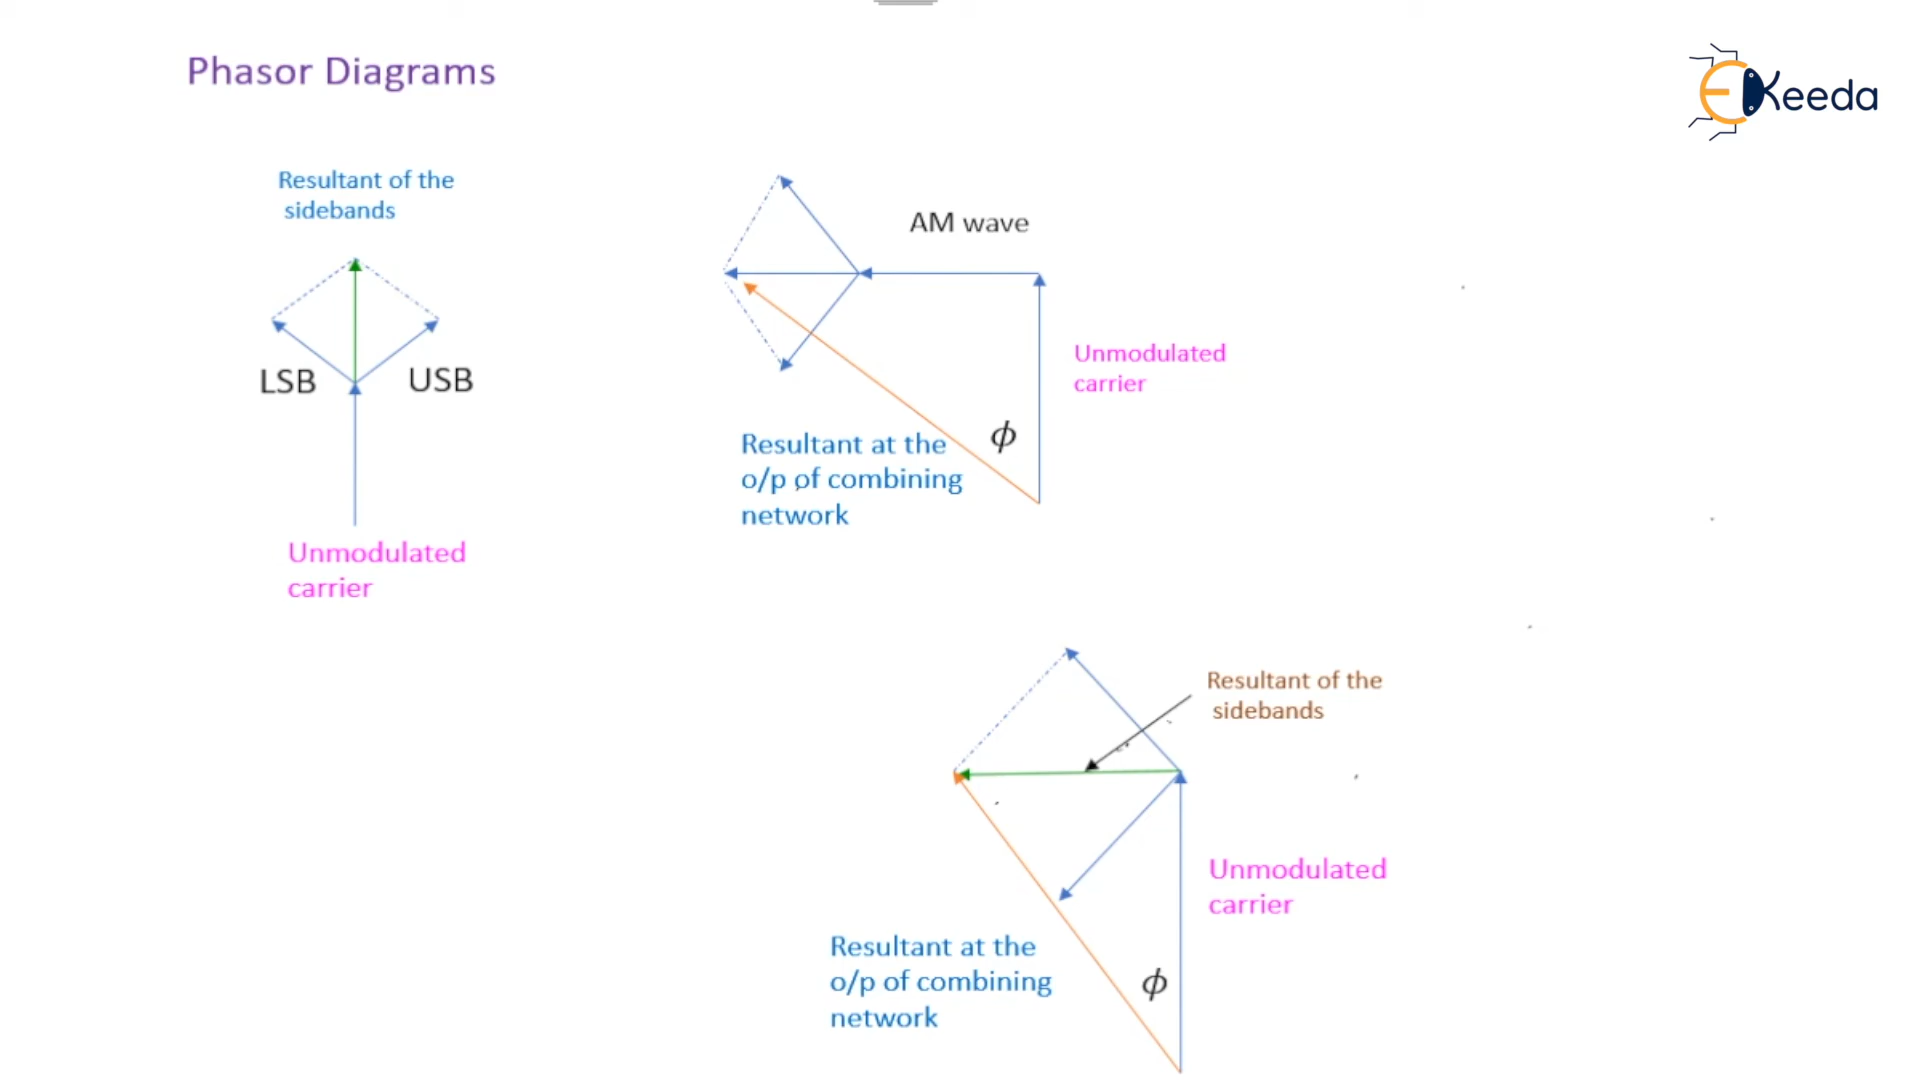 Phasor Diagrams
EKeeda
Resultant of the
sidebands
LSB
USB
Unmodulated
carrier
AM wave
Unmodulated
carrier
ϕ
Resultant at the
o/p of combining
network
Resultant of the
sidebands
Unmodulated
carrier
Resultant at the
o/p of combining
network
ϕ